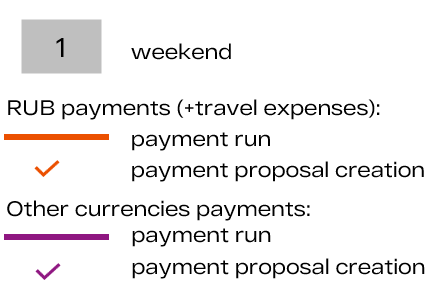 1 weekend
RUB payments (+travel expenses):
payment run
payment proposal creation
Other currencies payments:
payment run
payment proposal creation